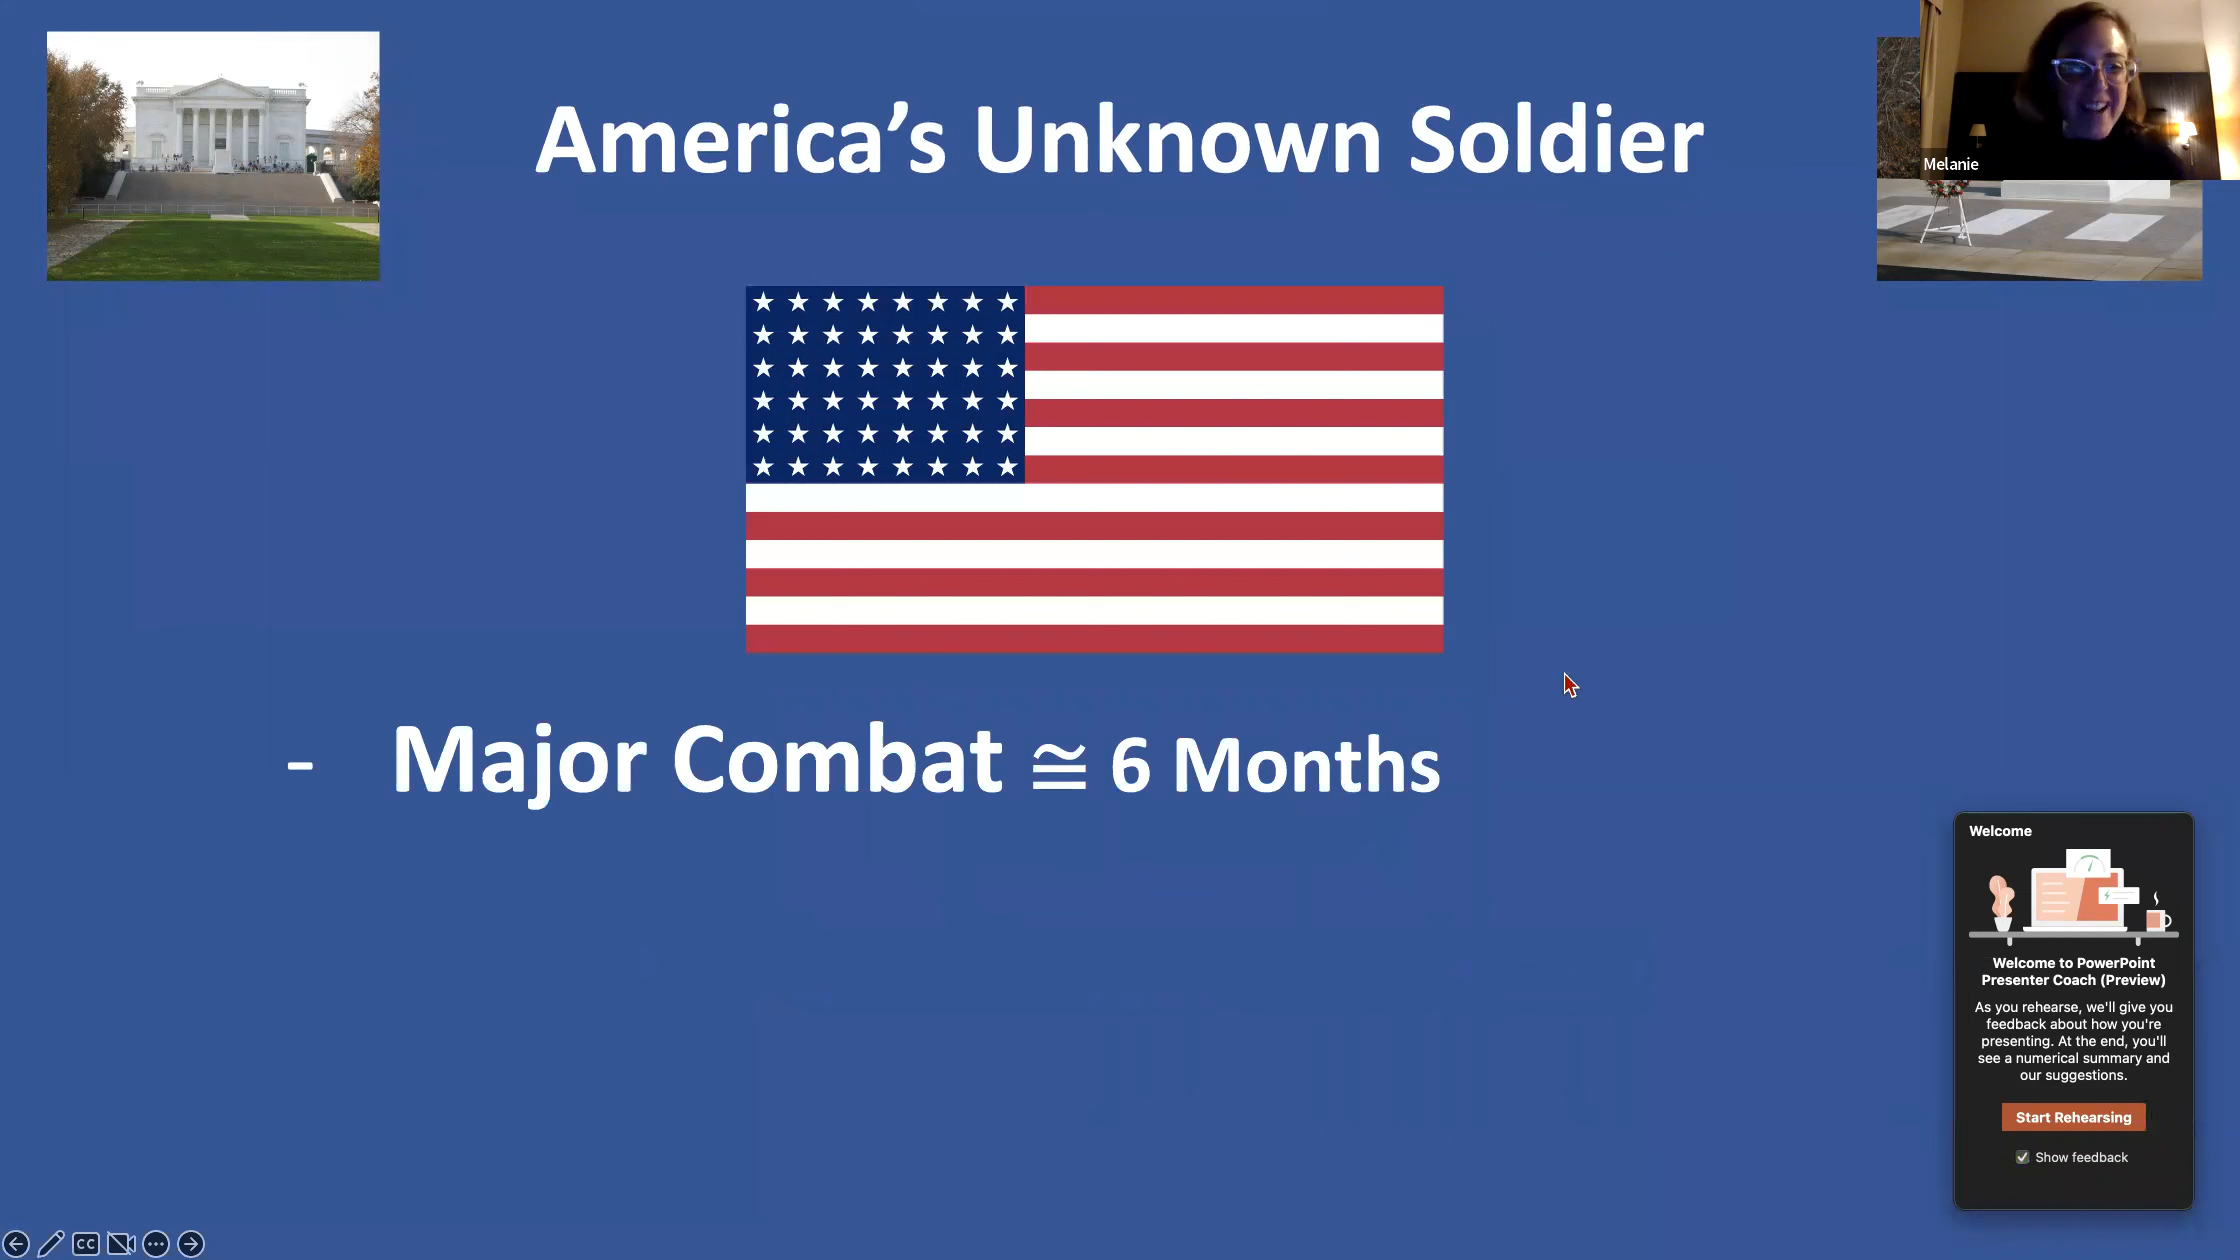 America’s Unknown Soldier
Melanie
- Major Combat ≅ 6 Months
Welcome
Welcome to PowerPoint
Presenter Coach (Preview)
As you rehearse, we'll give you
feedback about how you're
presenting. At the end, you'll
see a numerical summary and
our suggestions.
Start Rehearsing
Show feedback
CC